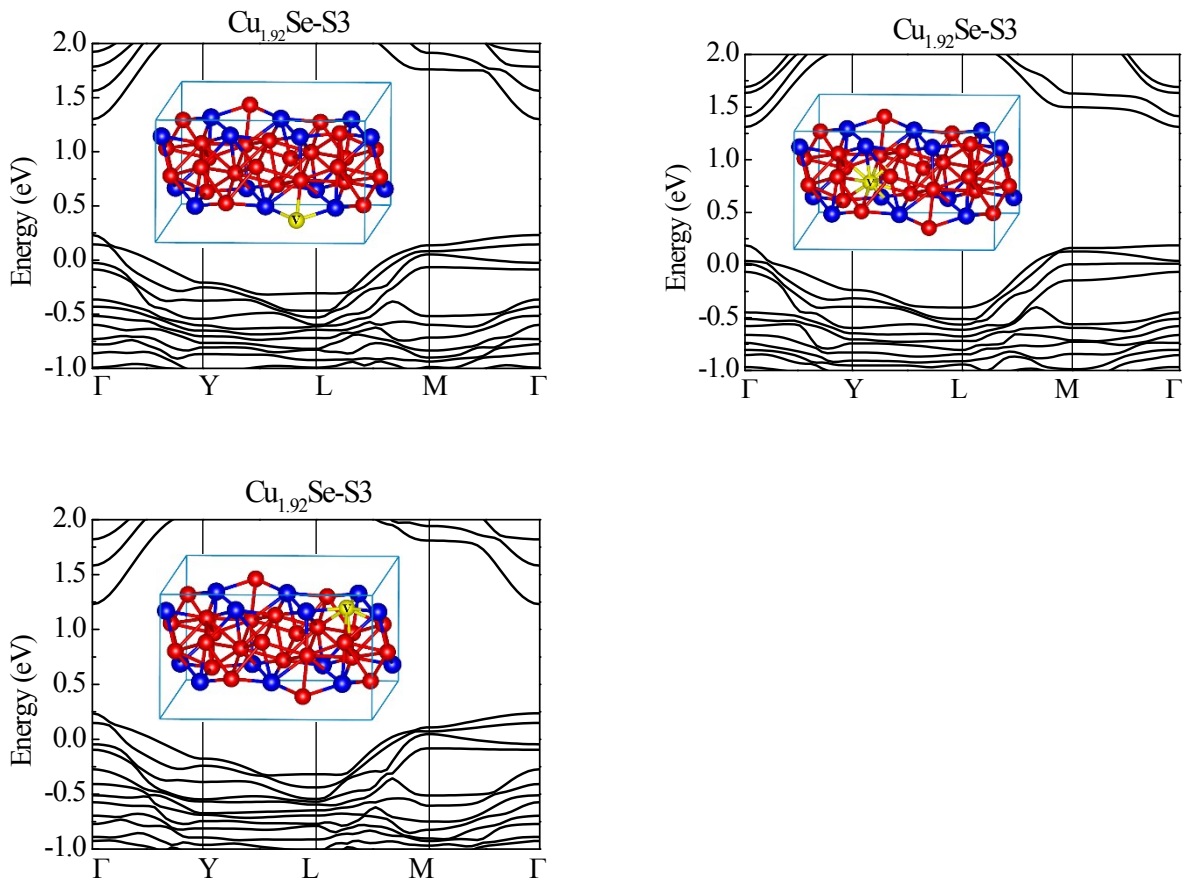 Cu1.92Se-S3
2.0
1.5
1.0
0.5
0.0
-0.5
-1.0
Energy (eV)
V
Γ Y L M Γ
Cu1.92Se-S3
2.0
1.5
1.0
0.5
0.0
-0.5
-1.0
Energy (eV)
V
Γ Y L M Γ
Cu1.92Se-S3
2.0
1.5
1.0
0.5
0.0
-0.5
-1.0
Energy (eV)
V
Γ Y L M Γ